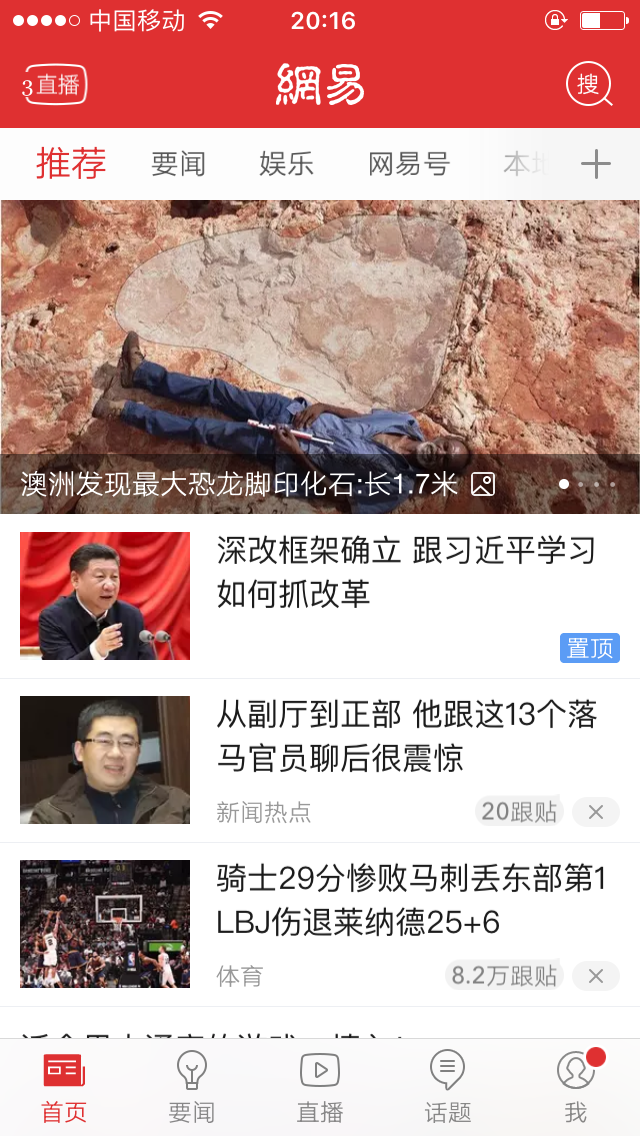 中国移动 20:16
3直播 網易 搜
推荐 要闻 娱乐 网易号 本地
澳洲发现最大恐龙脚印化石:长1.7米
深改框架确立 跟习近平学习
如何抓改革
置顶
从副厅到正部 他跟这13个落
马官员聊后很震惊
新闻热点 20跟贴
骑士29分惨败马刺丢东部第1
LBJ伤退莱纳德25+6
体育 8.2万跟贴
首页 要闻 直播 话题 我